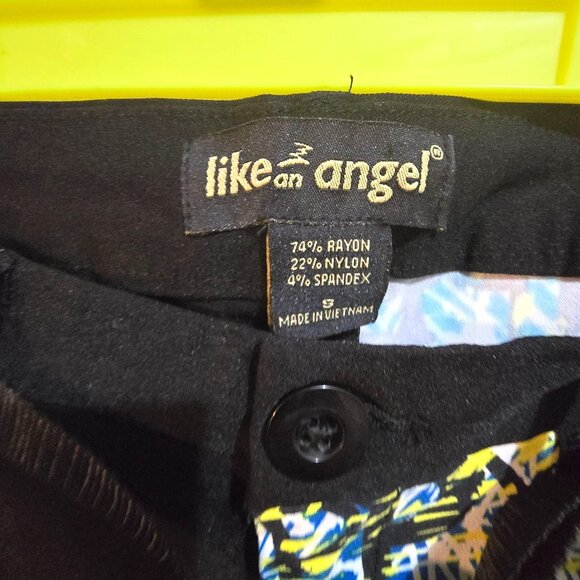 like an angel®
74% RAYON
22% NYLON
4% SPANDEX
S
MADE IN VIETNAM